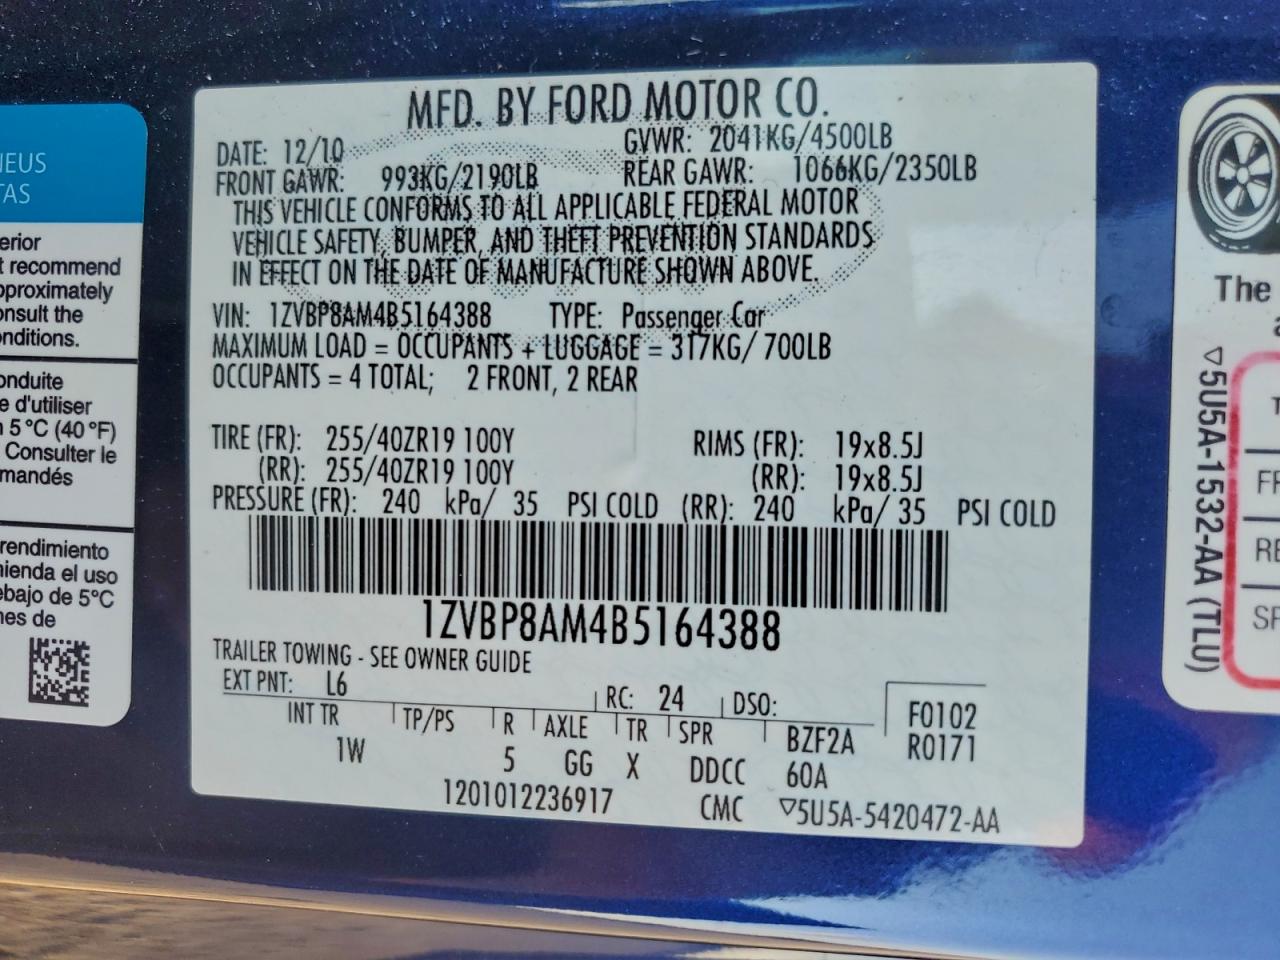 MFD. BY FORD MOTOR CO.
DATE: 12/10 GVWR: 2041KG/4500LB
FRONT GAWR: 993KG/2190LB REAR GAWR: 1066KG/2350LB
THIS VEHICLE CONFORMS TO ALL APPLICABLE FEDERAL MOTOR
VEHICLE SAFETY, BUMPER, AND THEFT PREVENTION STANDARDS
IN EFFECT ON THE DATE OF MANUFACTURE SHOWN ABOVE.
VIN: 1ZVBP8AM4B5164388 TYPE: Passenger Car
MAXIMUM LOAD = OCCUPANTS + LUGGAGE = 317KG/ 700LB
OCCUPANTS = 4 TOTAL; 2 FRONT, 2 REAR
TIRE (FR): 255/40ZR19 100Y RIMS (FR): 19x8.5J
(RR): 255/40ZR19 100Y (RR): 19x8.5J
PRESSURE (FR): 240 kPa/ 35 PSI COLD (RR): 240 kPa/ 35 PSI COLD
1ZVBP8AM4B5164388
TRAILER TOWING - SEE OWNER GUIDE
EXT PNT: L6 RC: 24 DSO:
INT TR TP/PS R AXLE TR SPR BZF2A F0102
1W 5 GG X DDCC 60A R0171
1201012236917 CMC ▽5U5A-5420472-AA
NEUS
TAS
erior
t recommend
pproximately
onsult the
onditions.
onduite
e d'utiliser
n 5°C (40°F)
Consulter le
mandés
rendimiento
mienda el uso
ebajo de 5°C
nes de
The
▽5U5A-1532-AA (TLU)
FR
RE
SP